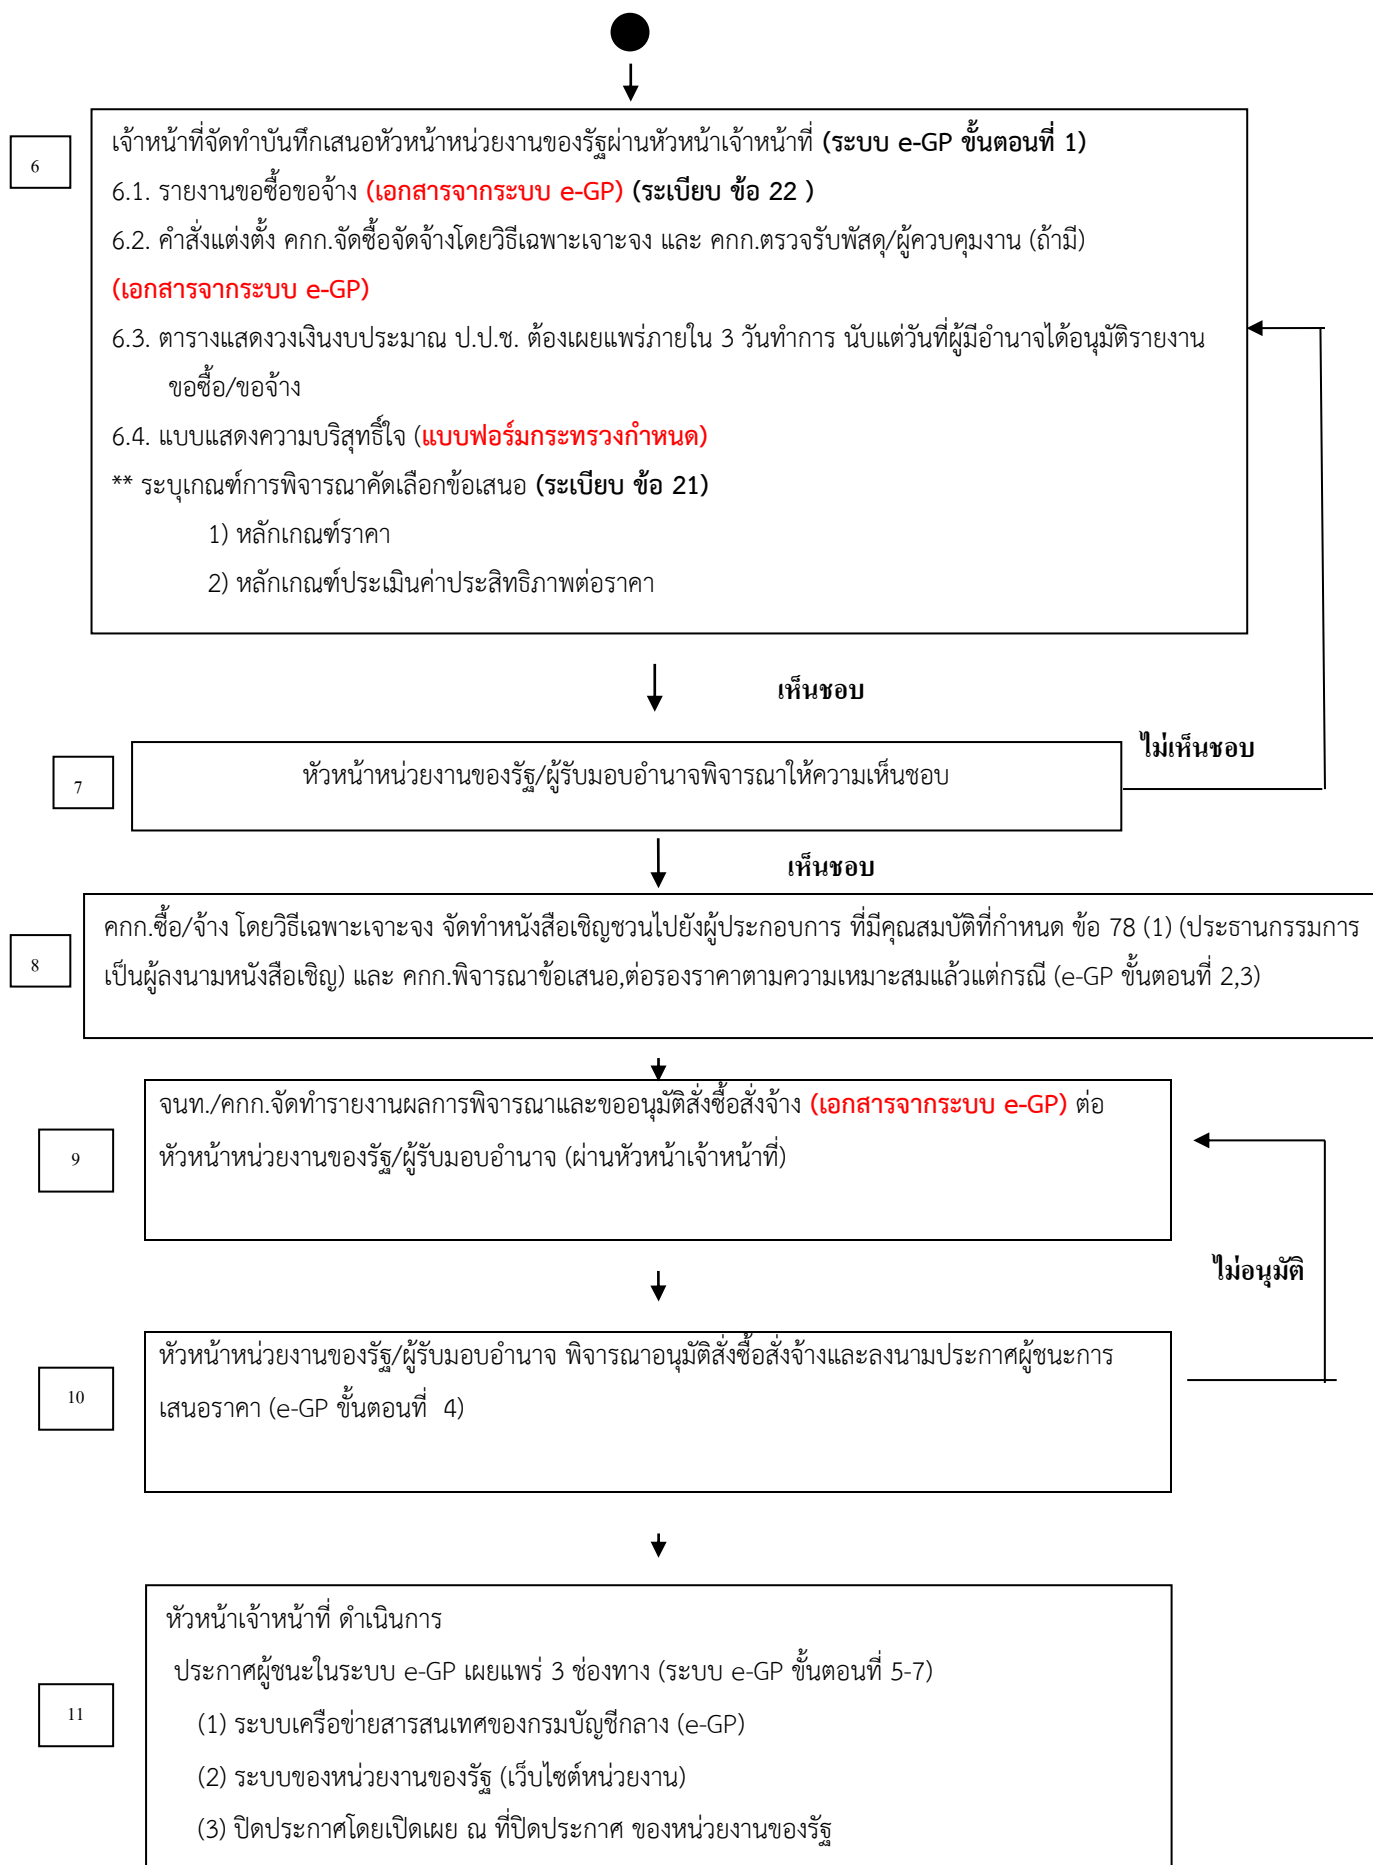 6
เจ้าหน้าที่จัดทำบันทึกเสนอหัวหน้าหน่วยงานของรัฐผ่านหัวหน้าเจ้าหน้าที่ (ระบบ e-GP ขั้นตอนที่ 1)
6.1. รายงานขอซื้อขอจ้าง (เอกสารจากระบบ e-GP) (ระเบียบ ข้อ 22 )
6.2. คำสั่งแต่งตั้ง คกก.จัดซื้อจัดจ้างโดยวิธีเฉพาะเจาะจง และ คกก.ตรวจรับพัสดุ/ผู้ควบคุมงาน (ถ้ามี)
(เอกสารจากระบบ e-GP)
6.3. ตารางแสดงวงเงินงบประมาณ ป.ป.ช. ต้องเผยแพร่ภายใน 3 วันทำการ นับแต่วันที่ผู้มีอำนาจได้อนุมัติรายงาน
ขอซื้อ/ขอจ้าง
6.4. แบบแสดงความบริสุทธิ์ใจ (แบบฟอร์มกระทรวงกำหนด)
** ระบุเกณฑ์การพิจารณาคัดเลือกข้อเสนอ (ระเบียบ ข้อ 21)
1) หลักเกณฑ์ราคา
2) หลักเกณฑ์ประเมินค่าประสิทธิภาพต่อราคา
เห็นชอบ
ไม่เห็นชอบ
7
หัวหน้าหน่วยงานของรัฐ/ผู้รับมอบอำนาจพิจารณาให้ความเห็นชอบ
เห็นชอบ
8
คกก.ซื้อ/จ้าง โดยวิธีเฉพาะเจาะจง จัดทำหนังสือเชิญชวนไปยังผู้ประกอบการ ที่มีคุณสมบัติที่กำหนด ข้อ 78 (1) (ประธานกรรมการ
เป็นผู้ลงนามหนังสือเชิญ) และ คกก.พิจารณาข้อเสนอ,ต่อรองราคาตามความเหมาะสมแล้วแต่กรณี (e-GP ขั้นตอนที่ 2,3)
9
จนท./คกก.จัดทำรายงานผลการพิจารณาและขออนุมัติสั่งซื้อสั่งจ้าง (เอกสารจากระบบ e-GP) ต่อ
หัวหน้าหน่วยงานของรัฐ/ผู้รับมอบอำนาจ (ผ่านหัวหน้าเจ้าหน้าที่)
ไม่อนุมัติ
10
หัวหน้าหน่วยงานของรัฐ/ผู้รับมอบอำนาจ พิจารณาอนุมัติสั่งซื้อสั่งจ้างและลงนามประกาศผู้ชนะการ
เสนอราคา (e-GP ขั้นตอนที่  4)
11
หัวหน้าเจ้าหน้าที่ ดำเนินการ
ประกาศผู้ชนะในระบบ e-GP เผยแพร่ 3 ช่องทาง (ระบบ e-GP ขั้นตอนที่ 5-7)
(1) ระบบเครือข่ายสารสนเทศของกรมบัญชีกลาง (e-GP)
(2) ระบบของหน่วยงานของรัฐ (เว็บไซต์หน่วยงาน)
(3) ปิดประกาศโดยเปิดเผย ณ ที่ปิดประกาศ ของหน่วยงานของรัฐ